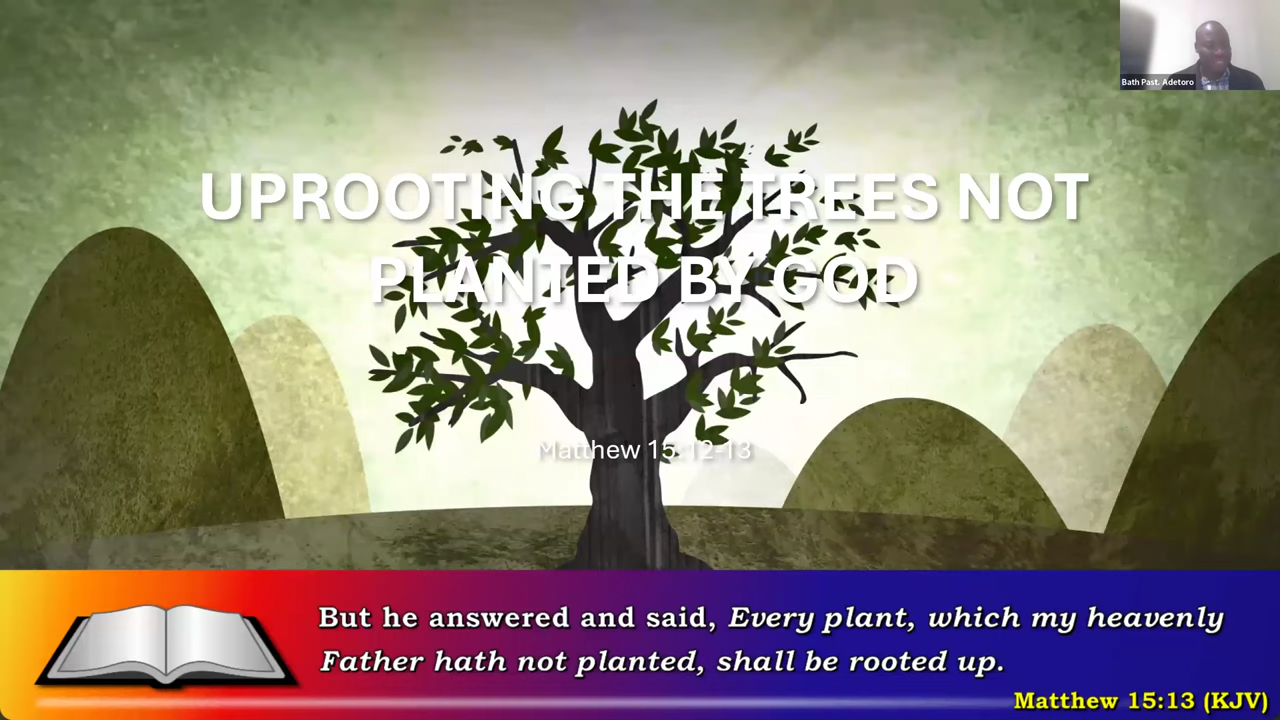 Bath Past. Adetoro
UPROOTING THE TREES NOT
PLANTED BY GOD
Matthew 15:12-13
But he answered and said, Every plant, which my heavenly
Father hath not planted, shall be rooted up.
Matthew 15:13 (KJV)